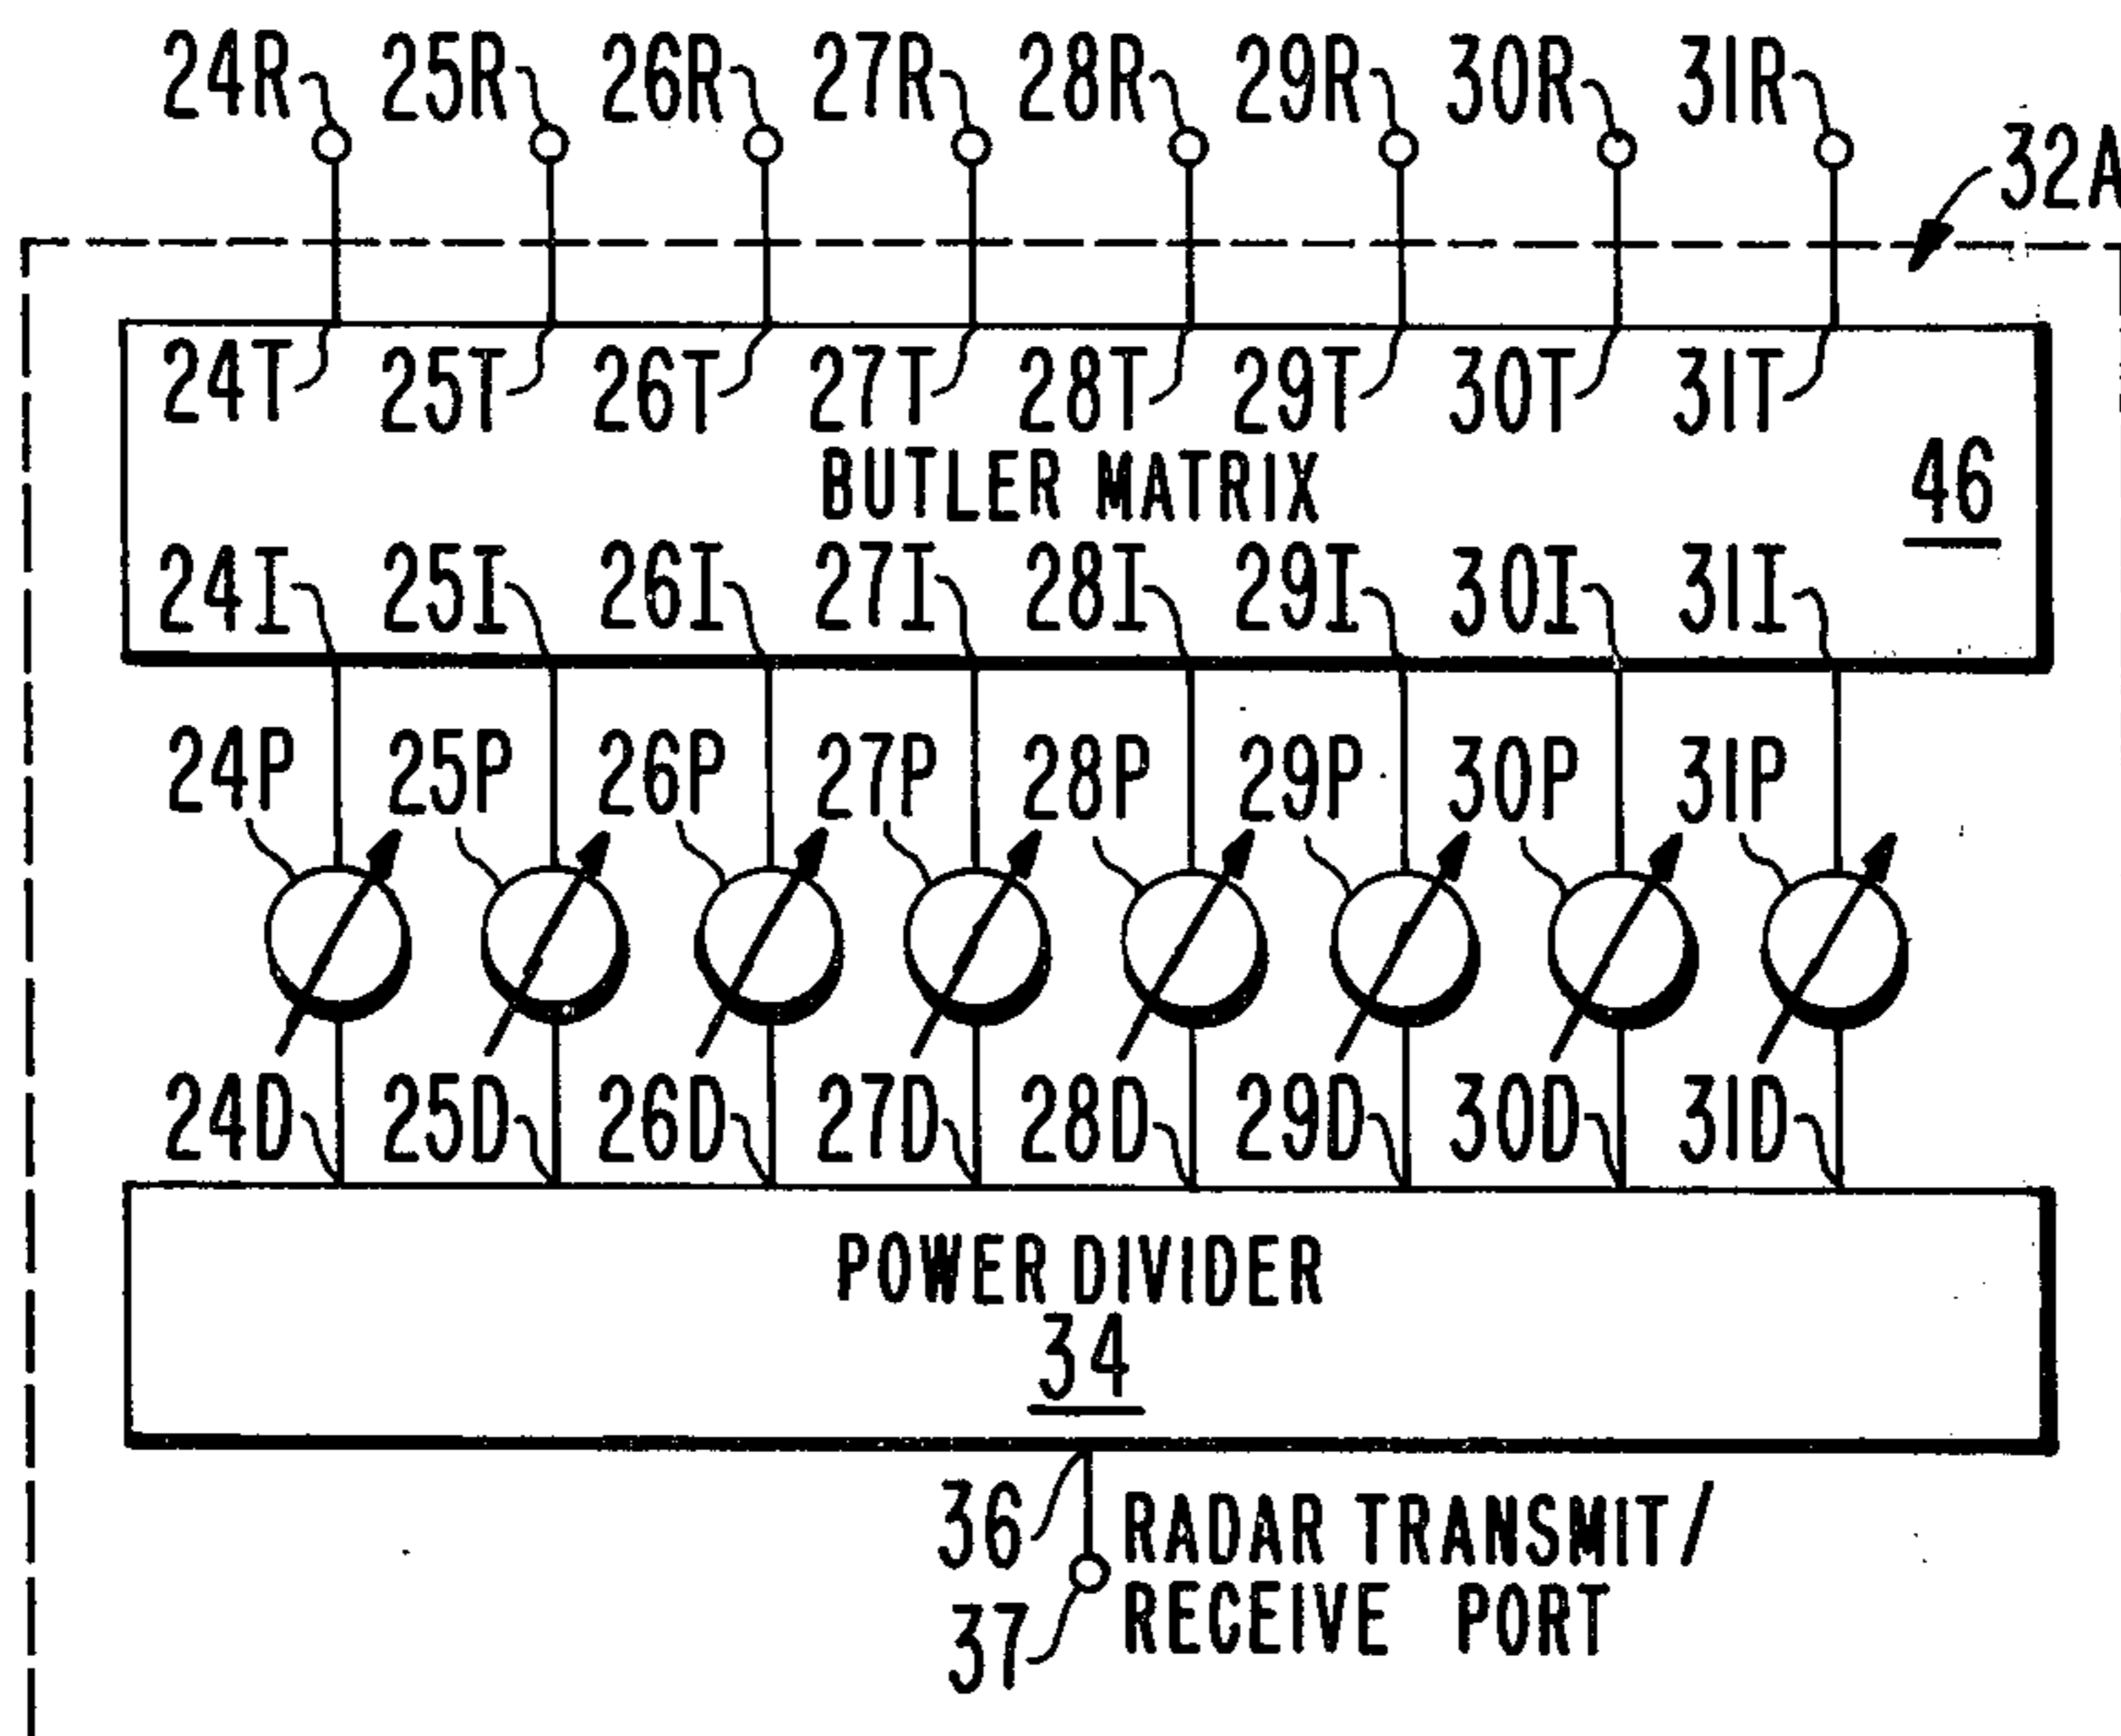 24R 25R 26R 27R 28R 29R 30R 31R
32A
24T 25T 26T 27T 28T 29T 30T 31T
BUTLER MATRIX
46
24I 25I 26I 27I 28I 29I 30I 31I
24P 25P 26P 27P 28P 29P 30P 31P
24D 25D 26D 27D 28D 29D 30D 31D
POWER DIVIDER
34
36 RADAR TRANSMIT/
RECEIVE PORT
37